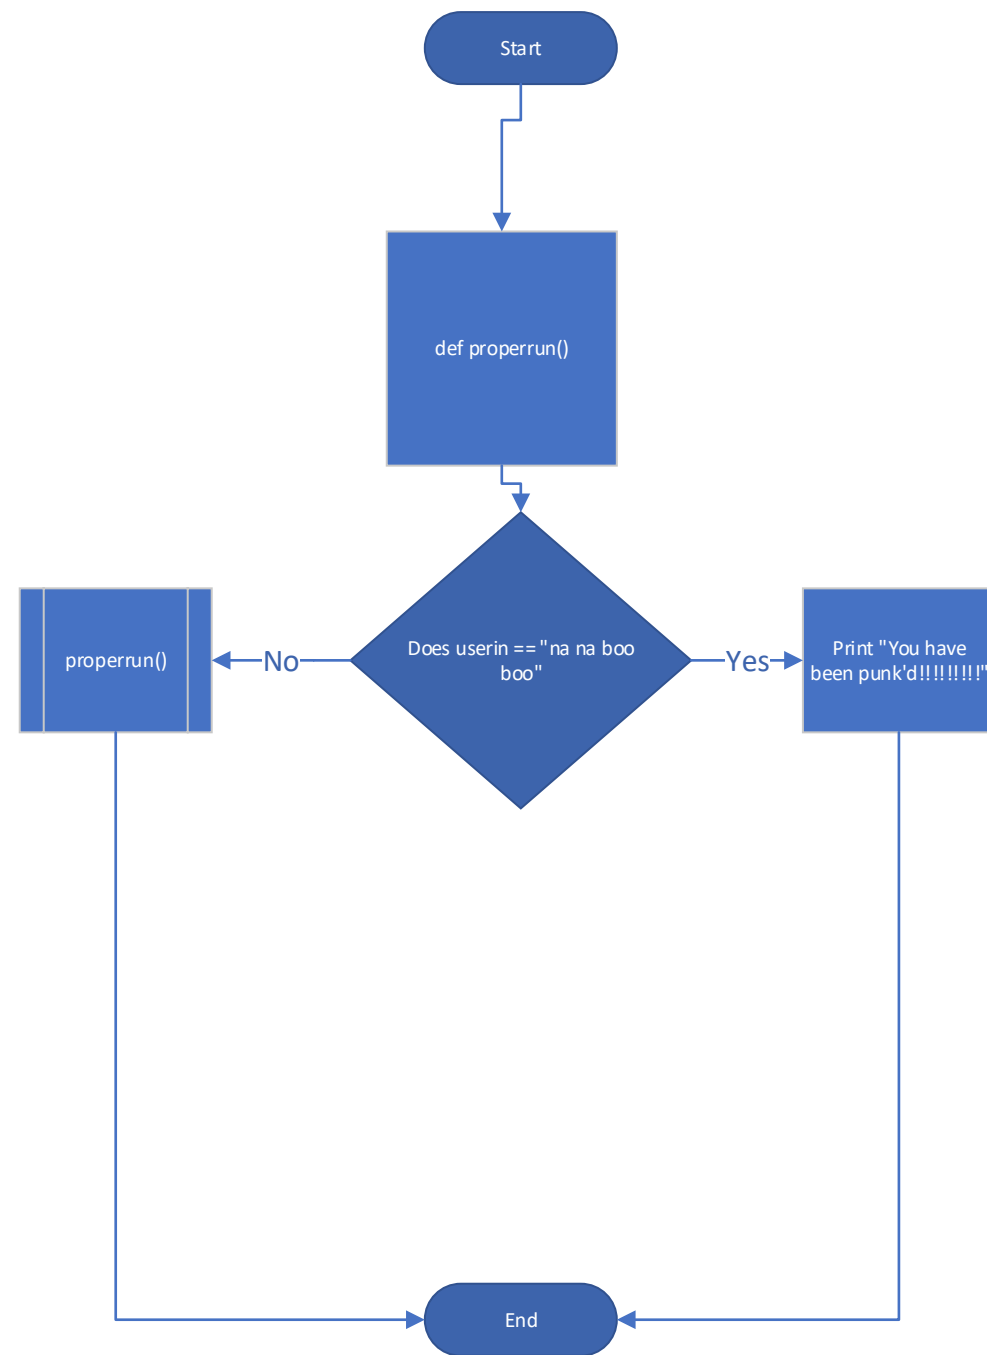 Start
def properrun()
properrun()
No
Does userin == "na na boo
boo"
Yes
Print "You have
been punk'd!!!!!!!!!"
End